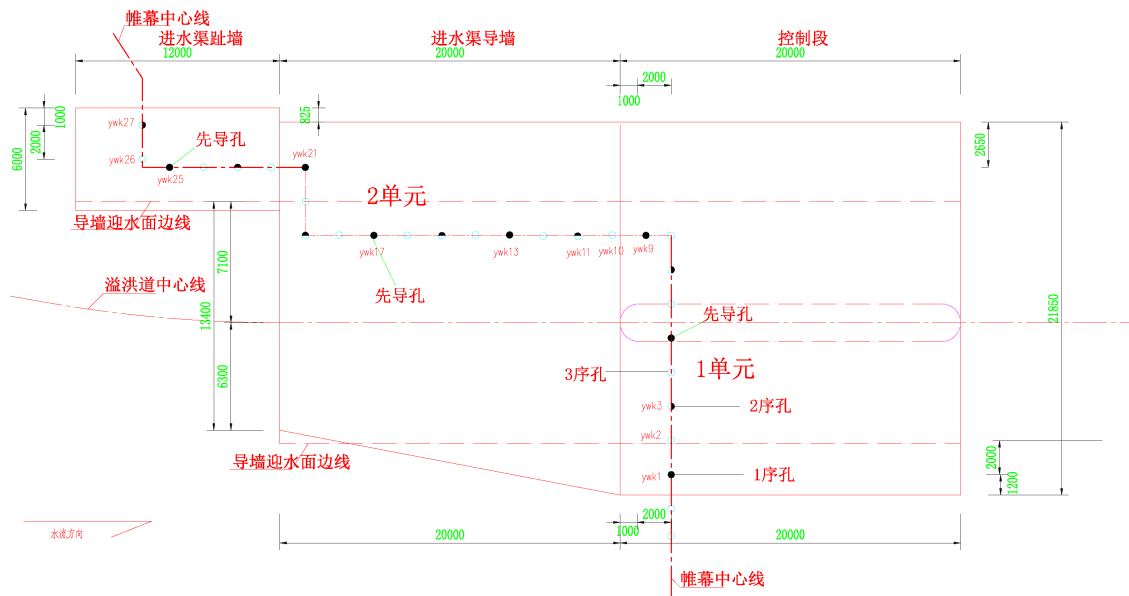 帷幕中心线
进水渠趾墙
进水渠导墙
控制段
12000
20000
20000
2000
1000
1000
825
ywk27
2000
6000
先导孔
ywk21
2650
ywk26
ywk25
2单元
导墙迎水面边线
7100
ywk17
ywk13
ywk11
ywk10
ywk9
溢洪道中心线
先导孔
13400
先导孔
21850
6300
3序孔
1单元
ywk3
2序孔
ywk2
导墙迎水面边线
ywk1
1序孔
2000
1200
水流方向
2000
1000
20000
20000
帷幕中心线